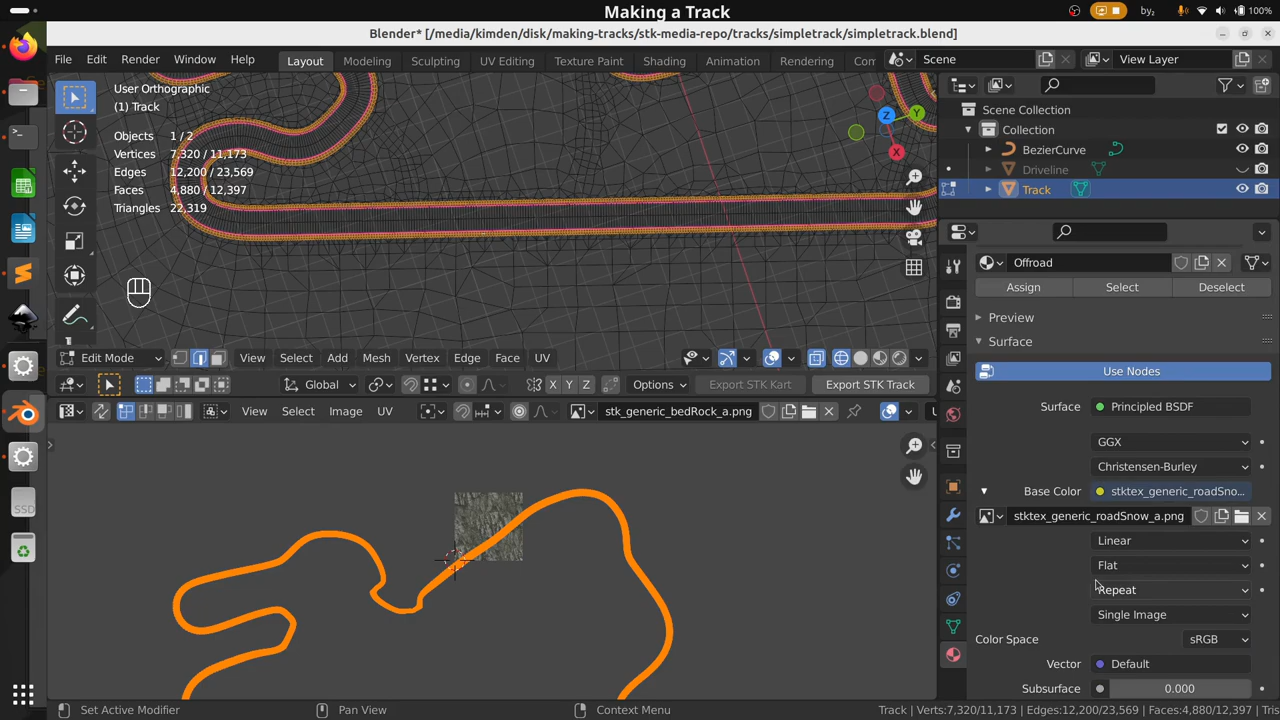 Making a Track
by₂
100%
Blender* [/media/kimden/disk/making-tracks/stk-media-repo/tracks/simpletrack/simpletrack.blend]
File Edit Render Window Help Layout Modeling Sculpting UV Editing Texture Paint Shading Animation Rendering Con Scene View Layer
User Orthographic
(1) Track
Objects 1 / 2
Vertices 7,320 / 11,173
Edges 12,200 / 23,569
Faces 4,880 / 12,397
Triangles 22,319
Z Y X
Scene Collection
Collection
BezierCurve
Driveline
Track
Offroad
Assign Select Deselect
Preview
Surface
Use Nodes
Surface Principled BSDF
GGX
Christensen-Burley
Base Color stktex_generic_roadSno...
stktex_generic_roadSnow_a.png
Linear
Flat
Repeat
Single Image
Color Space sRGB
Vector Default
Subsurface 0.000
Edit Mode View Select Add Mesh Vertex Edge Face UV
Global X Y Z Options Export STK Kart Export STK Track
View Select Image UV stk_generic_bedRock_a.png
SSD
Set Active Modifier Pan View Context Menu Track | Verts:7,320/11,173 | Edges:12,200/23,569 | Faces:4,880/12,397 | Tris